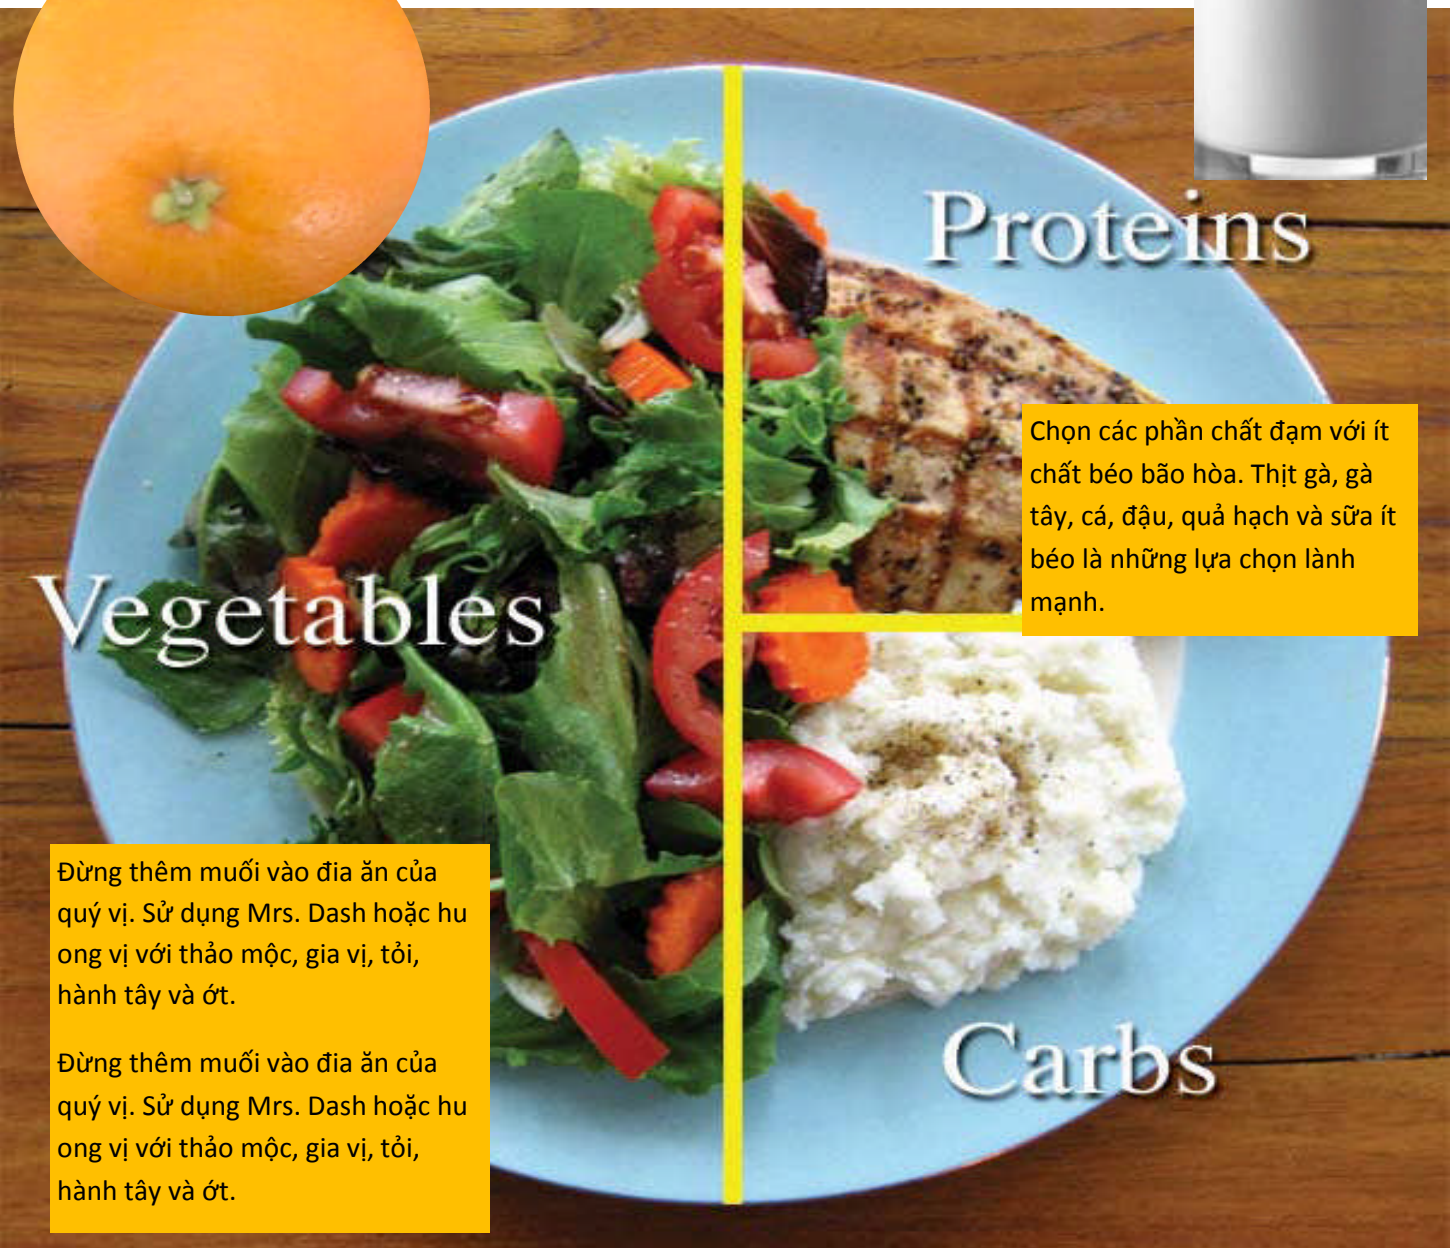 Proteins
Chọn các phần chất đạm với ít
chất béo bão hòa. Thịt gà, gà
tây, cá, đậu, quả hạch và sữa ít
béo là những lựa chọn lành
mạnh.
Vegetables
Đừng thêm muối vào đia ăn của
quý vị. Sử dụng Mrs. Dash hoặc hu
ong vị với thảo mộc, gia vị, tỏi,
hành tây và ớt.
Đừng thêm muối vào đia ăn của
quý vị. Sử dụng Mrs. Dash hoặc hu
ong vị với thảo mộc, gia vị, tỏi,
hành tây và ớt.
Carbs